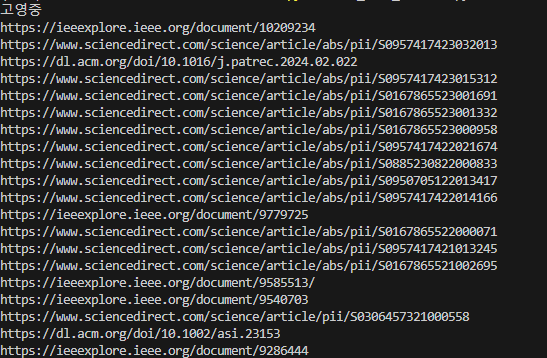 고영중
https://ieeexplore.ieee.org/document/10209234
https://www.sciencedirect.com/science/article/abs/pii/S0957417423032013
https://dl.acm.org/doi/10.1016/j.patrec.2024.02.022
https://www.sciencedirect.com/science/article/abs/pii/S0957417423015312
https://www.sciencedirect.com/science/article/abs/pii/S0167865523001691
https://www.sciencedirect.com/science/article/abs/pii/S0167865523001332
https://www.sciencedirect.com/science/article/abs/pii/S0167865523000958
https://www.sciencedirect.com/science/article/abs/pii/S0957417422021674
https://www.sciencedirect.com/science/article/abs/pii/S0885230822000833
https://www.sciencedirect.com/science/article/abs/pii/S0950705122013417
https://www.sciencedirect.com/science/article/abs/pii/S0957417422014166
https://ieeexplore.ieee.org/document/9779725
https://www.sciencedirect.com/science/article/abs/pii/S0167865522000071
https://www.sciencedirect.com/science/article/abs/pii/S0957417421013245
https://www.sciencedirect.com/science/article/abs/pii/S0167865521002695
https://ieeexplore.ieee.org/document/9585513/
https://ieeexplore.ieee.org/document/9540703
https://www.sciencedirect.com/science/article/pii/S0306457321000558
https://dl.acm.org/doi/10.1002/asi.23153
https://ieeexplore.ieee.org/document/9286444